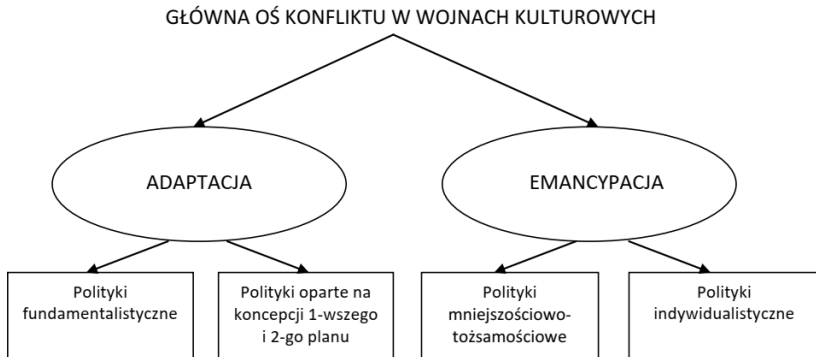 GŁÓWNA OŚ KONFLIKTU W WOJNACH KULTUROWYCH
ADAPTACJA
EMANCYPACJA
Polityki
fundamentalistyczne
Polityki oparte na
koncepcji 1-wszego
i 2-go planu
Polityki
mniejszościowo-
tożsamościowe
Polityki
indywidualistyczne